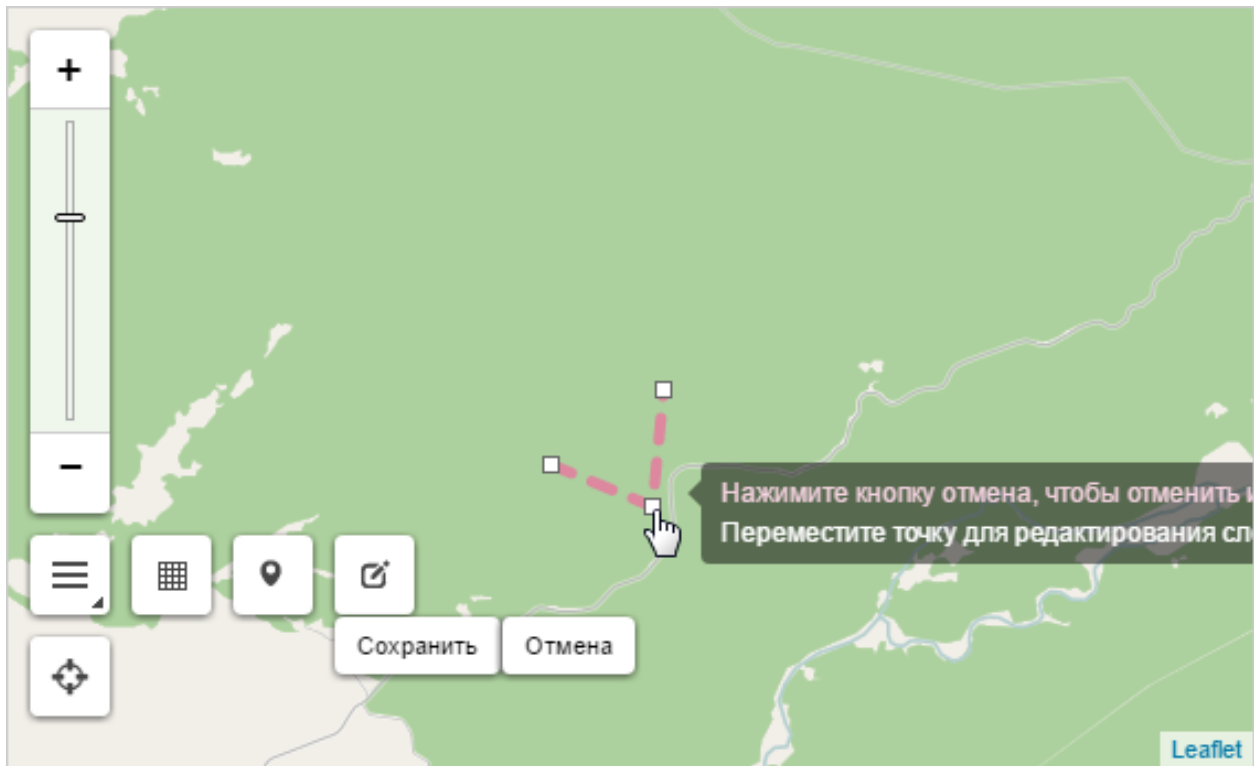 +
−
Нажимите кнопку отмена, чтобы отменить и
Переместите точку для редактирования сл
Сохранить
Отмена
Leaflet